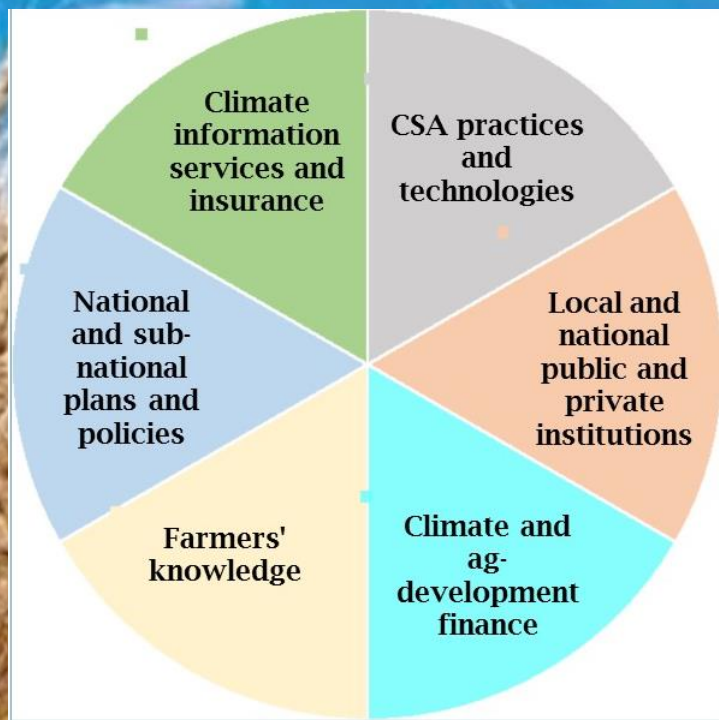 Climate
information
services and
insurance
CSA practices
and
technologies
Local and
national
public and
private
institutions
Climate and
ag-
development
finance
Farmers'
knowledge
National
and sub-
national
plans and
policies